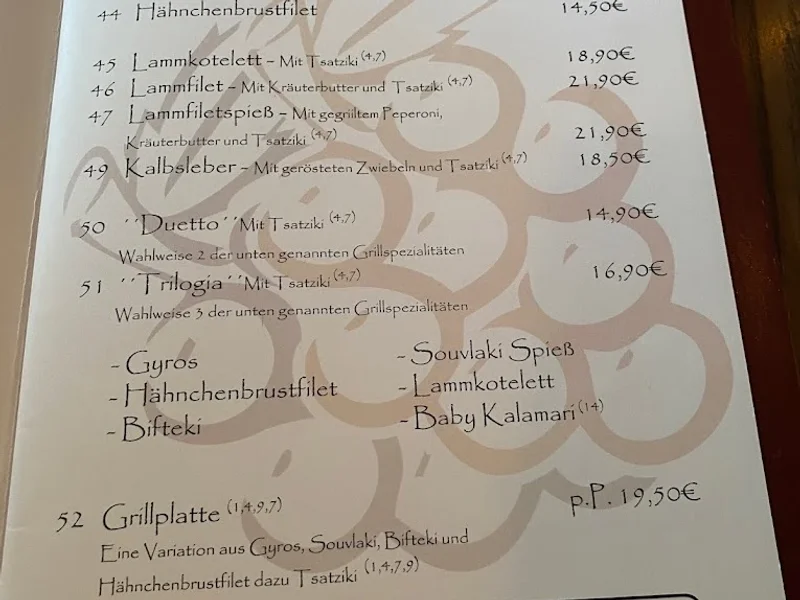 44 Hähnchenbrustfilet 14,50€
45 Lammkotelett – Mit Tsatziki (4,7) 18,90€
46 Lammfilet – Mit Kräuterbutter und Tsatziki (4,7) 21,90€
47 Lammfiletspieß – Mit gegriiltem Peperoni,
Kräuterbutter und Tsatziki (4,7) 21,90€
49 Kalbsleber – Mit gerösteten Zwiebeln und Tsatziki (4,7) 18,50€
50 ´´Duetto´´ Mit Tsatziki (4,7) 14,90€
Wahlweise 2 der unten genannten Grillspezialitäten
51 ´´Trilogia´´ Mit Tsatziki (4,7) 16,90€
Wahlweise 3 der unten genannten Grillspezialitäten
- Gyros
- Hähnchenbrustfilet
- Bifteki
- Souvlaki Spieß
- Lammkotelett
- Baby Kalamari (14)
52 Grillplatte (1,4,9,7) p.P. 19,50€
Eine Variation aus Gyros, Souvlaki, Bifteki und
Hähnchenbrustfilet dazu Tsatziki (1,4,7,9)